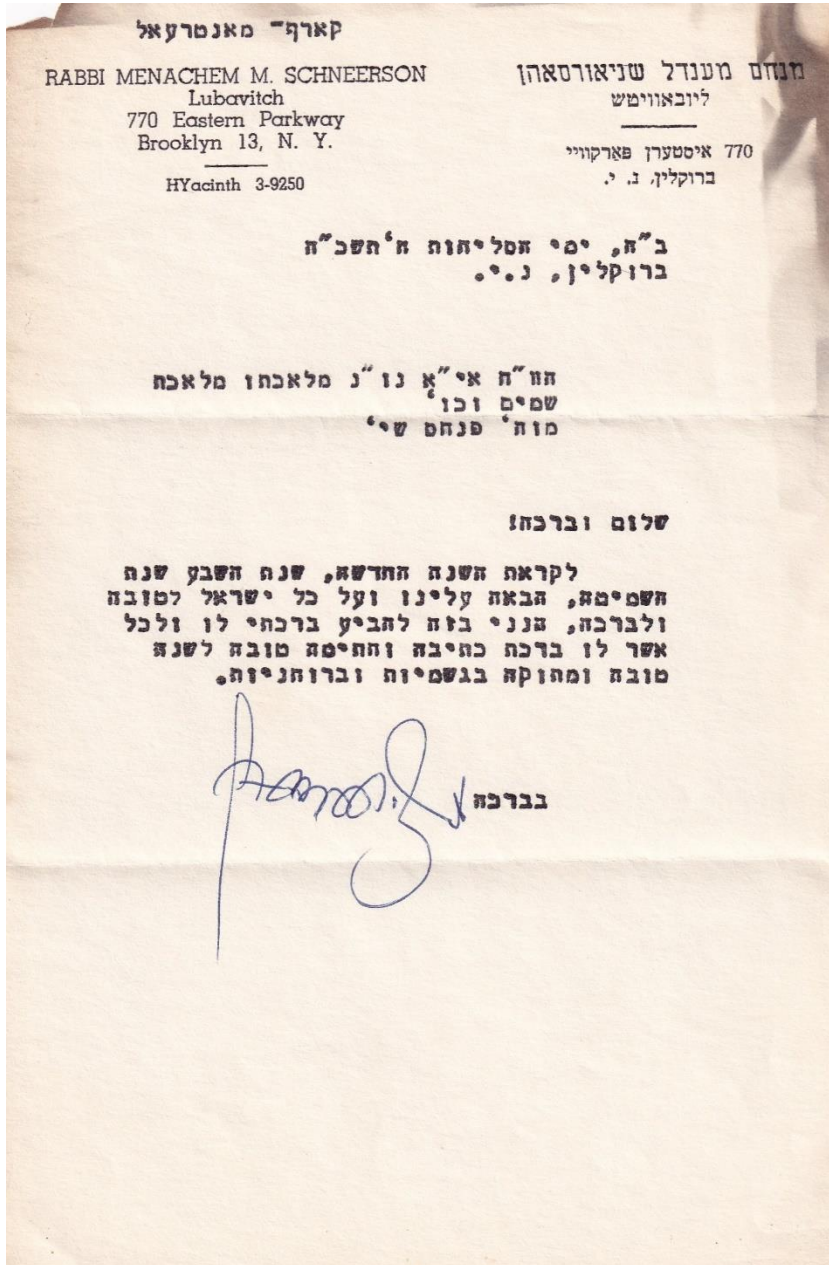 קארף- מאנטרעאל
RABBI MENACHEM M. SCHNEERSON
Lubavitch
770 Eastern Parkway
Brooklyn 13, N. Y.
HYacinth 3-9250
מנחם מענדל שניאורסאהן
ליובאוויטש
770 איסטערן פּאַרקוויי
ברוקלין, נ. י.
ב"ה, ימי הסליחות ה'תשכ"ה
ברוקלין, נ.י.
הוו"ח אי"א נו"נ מלאכתו מלאכת
שמים וכו'
מוה' פנחם שי'
שלום וברכה!
לקראת השנה החדשה, שנת השבע שנת
השמיטה, הבאה עלינו ועל כל ישראל לטובה
ולברכה, הנני בזה להביע ברכתי לו ולכל
אשר לו ברכת כתיבה וחתימה טובה לשנה
טובה ומתוקה בגשמיות וברוחניות.
בברכה